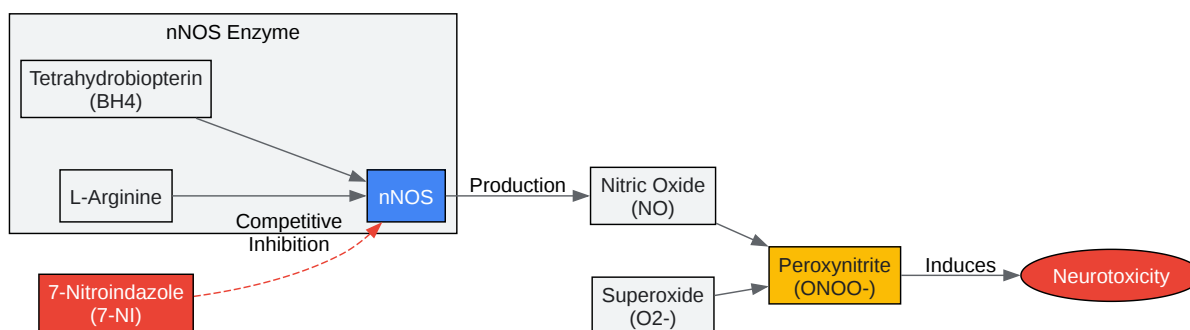 nNOS Enzyme
Tetrahydrobiopterin
(BH4)
L-Arginine
nNOS
Production
Nitric Oxide
(NO)
Competitive
Inhibition
7-Nitroindazole
(7-NI)
Superoxide
(O2-)
Peroxynitrite
(ONOO-)
Induces
Neurotoxicity